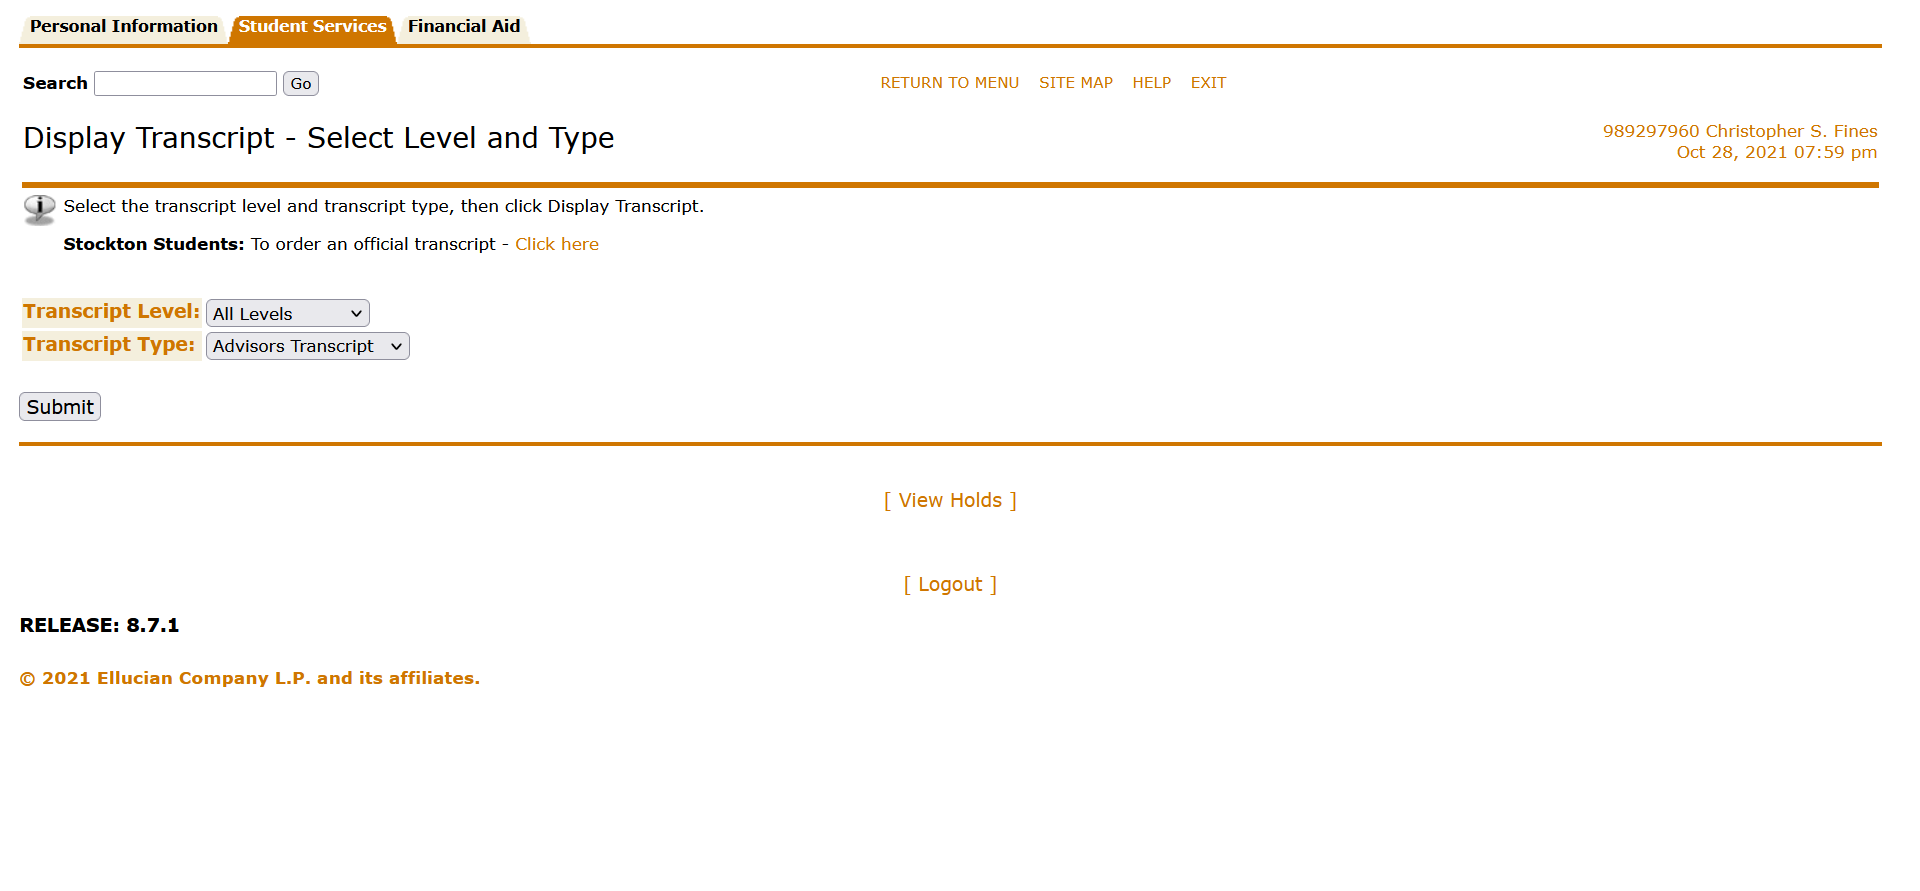 Personal Information Student Services Financial Aid
Search Go RETURN TO MENU SITE MAP HELP EXIT
Display Transcript - Select Level and Type
989297960 Christopher S. Fines
Oct 28, 2021 07:59 pm
Select the transcript level and transcript type, then click Display Transcript.
Stockton Students: To order an official transcript - Click here
Transcript Level: All Levels
Transcript Type: Advisors Transcript
Submit
[ View Holds ]
[ Logout ]
RELEASE: 8.7.1
© 2021 Ellucian Company L.P. and its affiliates.